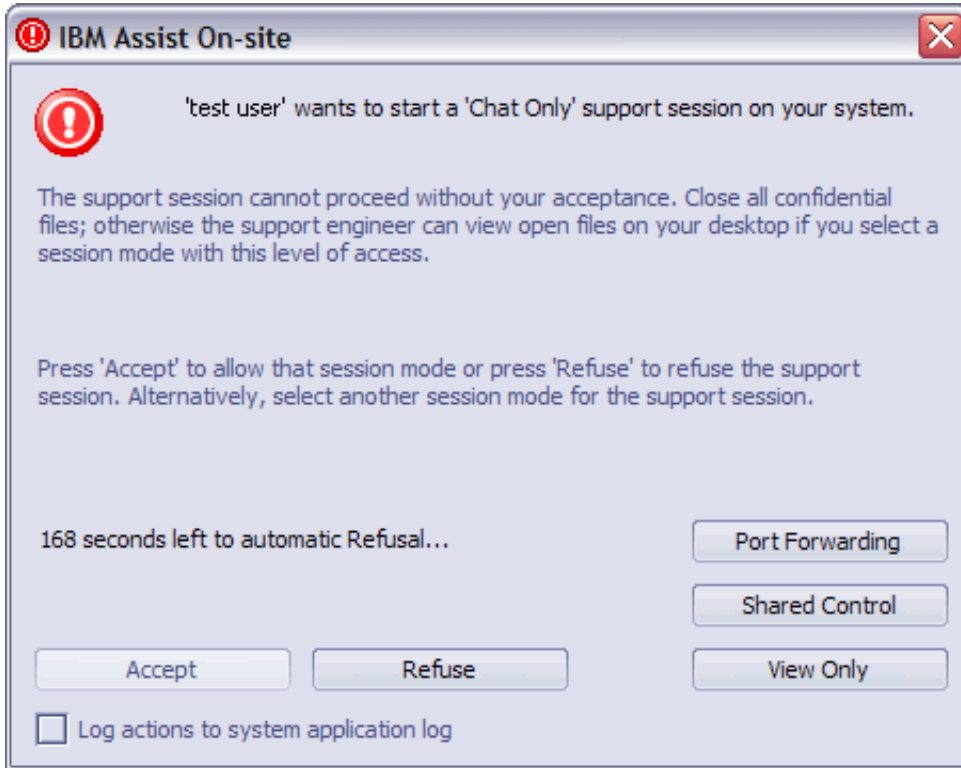 IBM Assist On-site
'test user' wants to start a 'Chat Only' support session on your system.
The support session cannot proceed without your acceptance. Close all confidential
files; otherwise the support engineer can view open files on your desktop if you select a
session mode with this level of access.
Press 'Accept' to allow that session mode or press 'Refuse' to refuse the support
session. Alternatively, select another session mode for the support session.
168 seconds left to automatic Refusal...
Port Forwarding
Shared Control
Accept
Refuse
View Only
Log actions to system application log